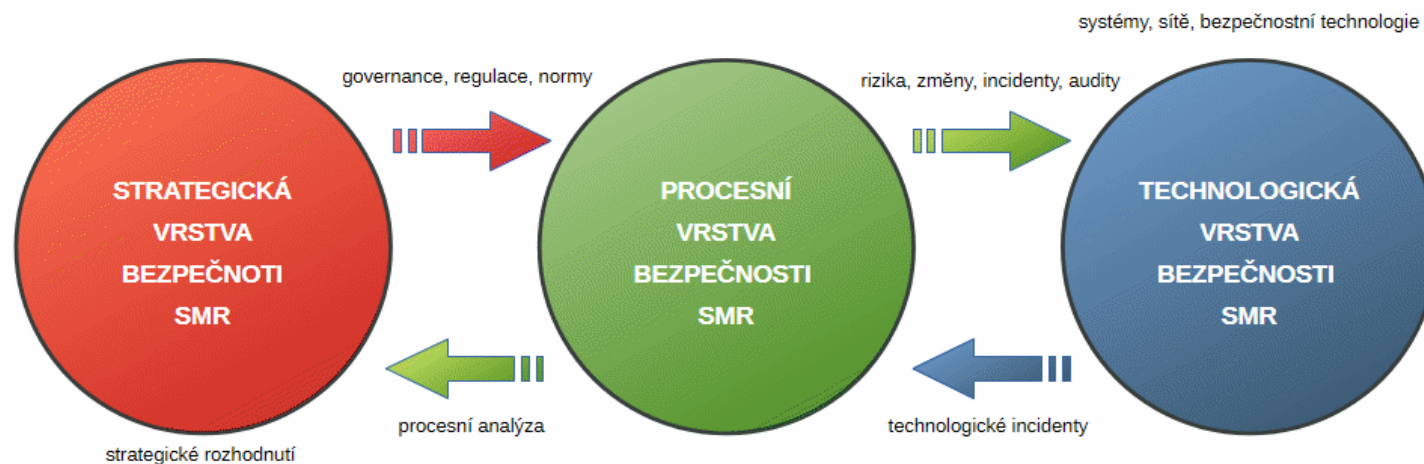 systémy, sítě, bezpečnostní technologie
governance, regulace, normy
rizika, změny, incidenty, audity
STRATEGICKÁ
VRSTVA
BEZPEČNOTI
SMR
PROCESNÍ
VRSTVA
BEZPEČNOSTI
SMR
TECHNOLOGICKÁ
VRSTVA
BEZPEČNOSTI
SMR
procesní analýza
technologické incidenty
strategické rozhodnutí